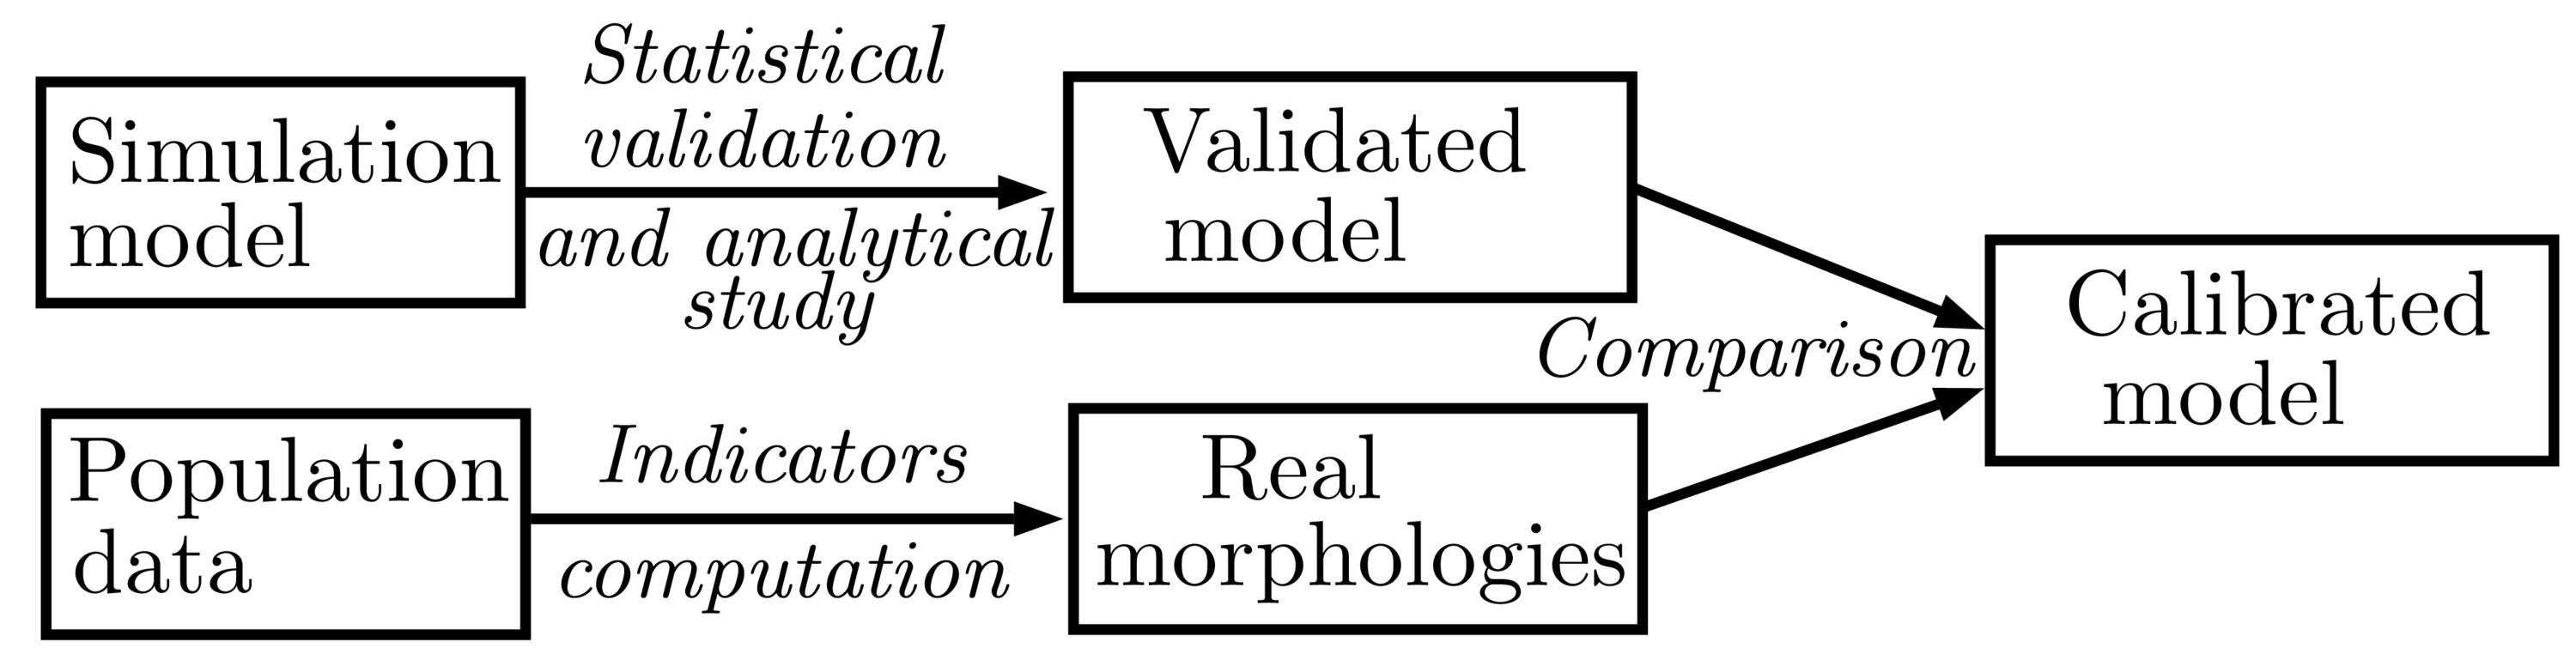 Simulation
model
Statistical
validation
and analytical
study
Validated
model
Population
data
Indicators
computation
Real
morphologies
Comparison
Calibrated
model